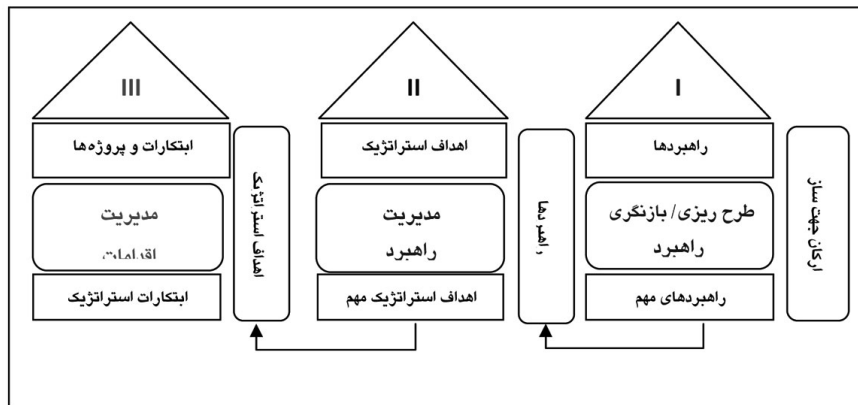 I
راهبردها
طرح ریزی/ بازنگری
راهبرد
راهبردهای مهم
ارکان جهت ساز
II
اهداف استراتژیک
مدیریت
راهبرد
اهداف استراتژیک مهم
راهبردها
III
ابتکارات و پروژه‌ها
مدیریت
اقدامات
ابتکارات استراتژیک
اهداف استراتژیک